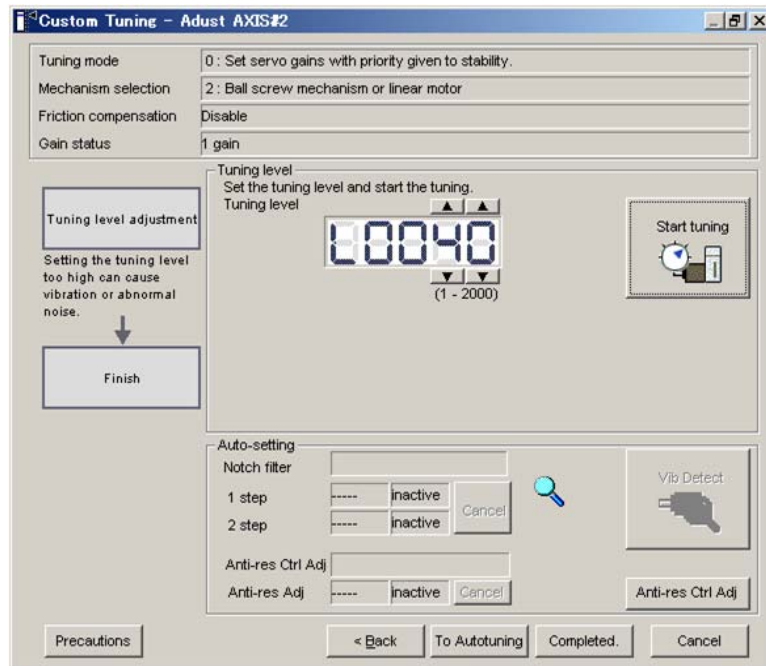 Custom Tuning - Adust AXIS#2
Tuning mode
0 : Set servo gains with priority given to stability.
Mechanism selection
2 : Ball screw mechanism or linear motor
Friction compensation
Disable
Gain status
1 gain
Tuning level adjustment
Setting the tuning level
too high can cause
vibration or abnormal
noise.
Finish
Tuning level
Set the tuning level and start the tuning.
Tuning level
L0040
(1 - 2000)
Start tuning
Auto-setting
Notch filter
1 step
-----
inactive
2 step
-----
inactive
Cancel
Vib Detect
Anti-res Ctrl Adj
Anti-res Adj
-----
inactive
Cancel
Anti-res Ctrl Adj
Precautions
< Back
To Autotuning
Completed.
Cancel